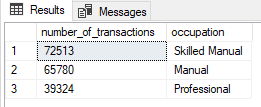 Results Messages
number_of_transactions occupation
1 72513 Skilled Manual
2 65780 Manual
3 39324 Professional